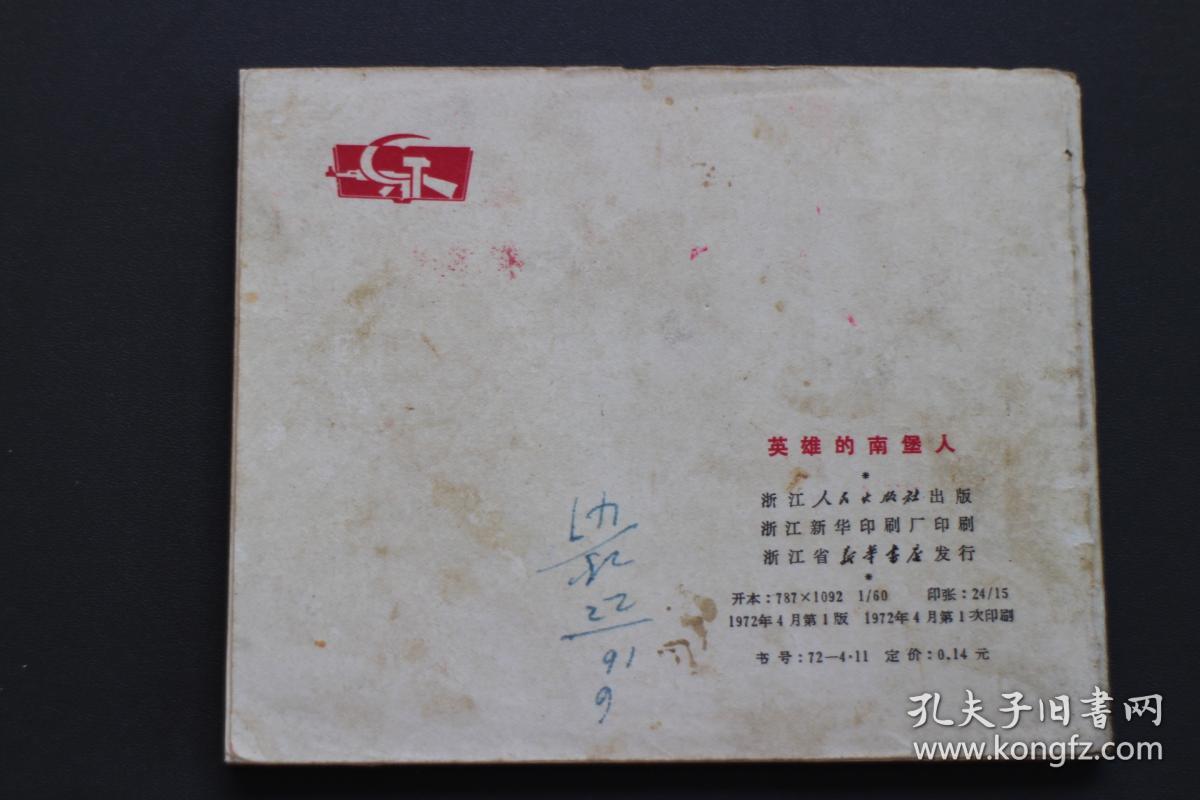 英雄的南堡人
*
浙江人民出版社出版
浙江新华印刷厂印刷
浙江省新华书店发行
*
开本：787×1092 1/60 印张：24/15
1972年4月第1版 1972年4月第1次印刷
书号：72—4·11 定价：0.14元
22
91
9
孔夫子旧書网
www.kongfz.com